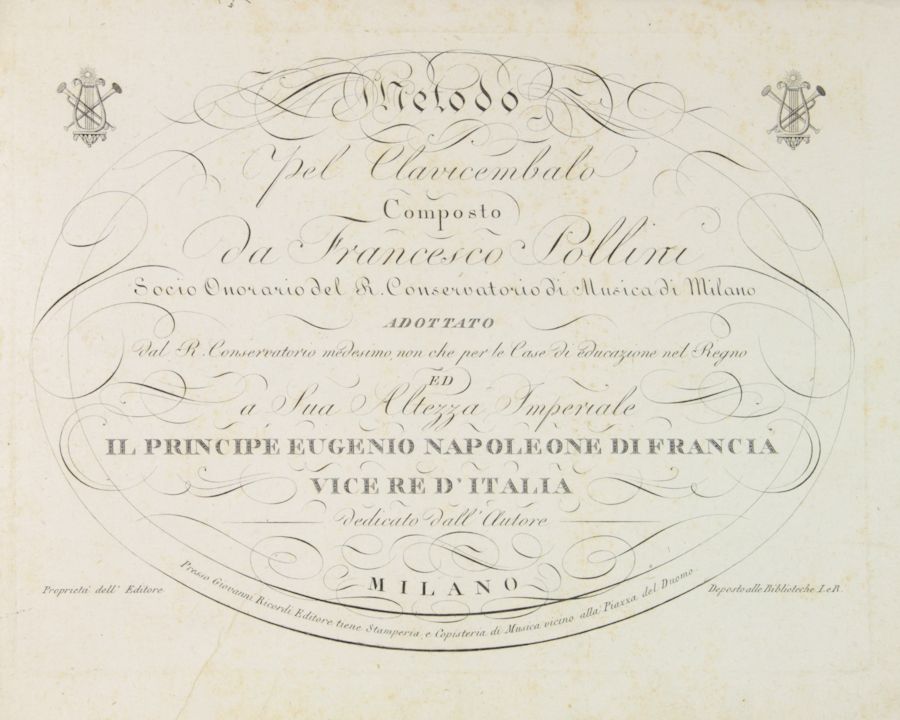 Metodo
pel Clavicembalo
Composto
da Francesco Pollini
Socio Onorario del R. Conservatorio di Musica di Milano
ADOTTATO
dal R. Conservatorio medesimo, non che per le Case di educazione nel Regno
ED
a Sua Altezza Imperiale
IL PRINCIPE EUGENIO NAPOLEONE DI FRANCIA
VICE RE D'ITALIA
dedicato dall'Autore
MILANO
Proprietà dell' Editore
Presso Giovanni Ricordi Editore tiene Stamperia e Copisteria di Musica vicino alla Piazza del Duomo
Deposto alle Biblioteche I. e R.